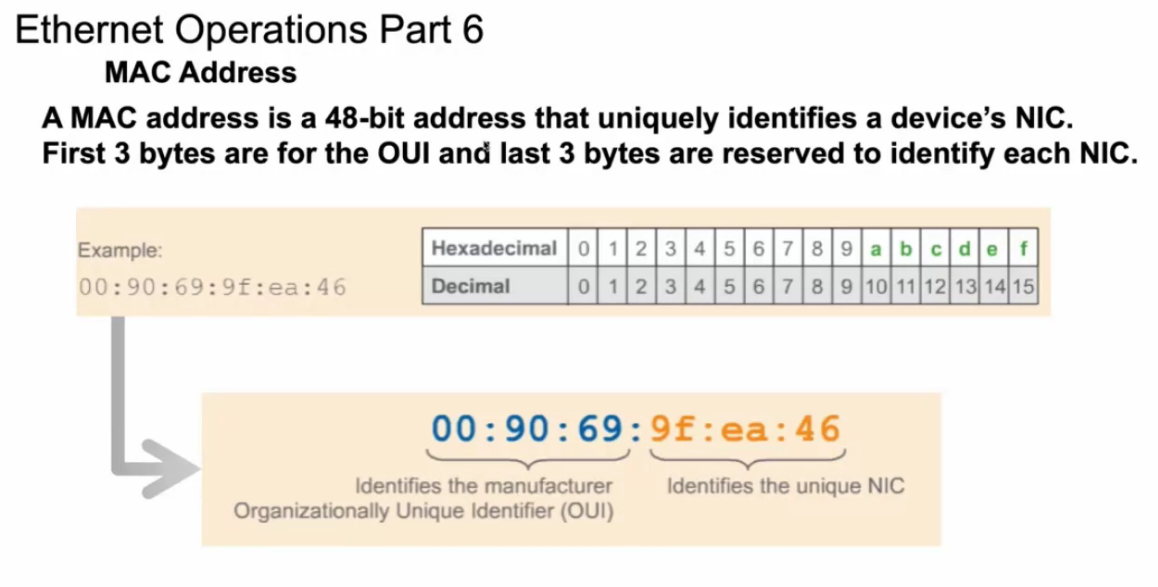 Ethernet Operations Part 6
MAC Address
A MAC address is a 48-bit address that uniquely identifies a device's NIC.
First 3 bytes are for the OUI and last 3 bytes are reserved to identify each NIC.
Example:
00:90:69:9f:ea:46
Hexadecimal 0 1 2 3 4 5 6 7 8 9 a b c d e f
Decimal 0 1 2 3 4 5 6 7 8 9 10 11 12 13 14 15
00:90:69:9f:ea:46
Identifies the manufacturer
Organizationally Unique Identifier (OUI)
Identifies the unique NIC